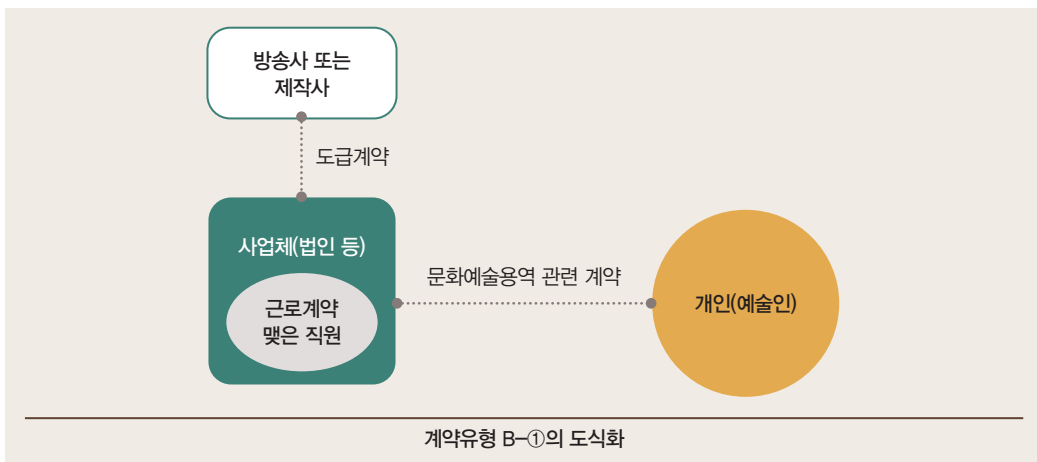 방송사 또는
제작사
도급계약
사업체(법인 등)
근로계약
맺은 직원
문화예술용역 관련 계약
개인(예술인)
계약유형 B-①의 도식화